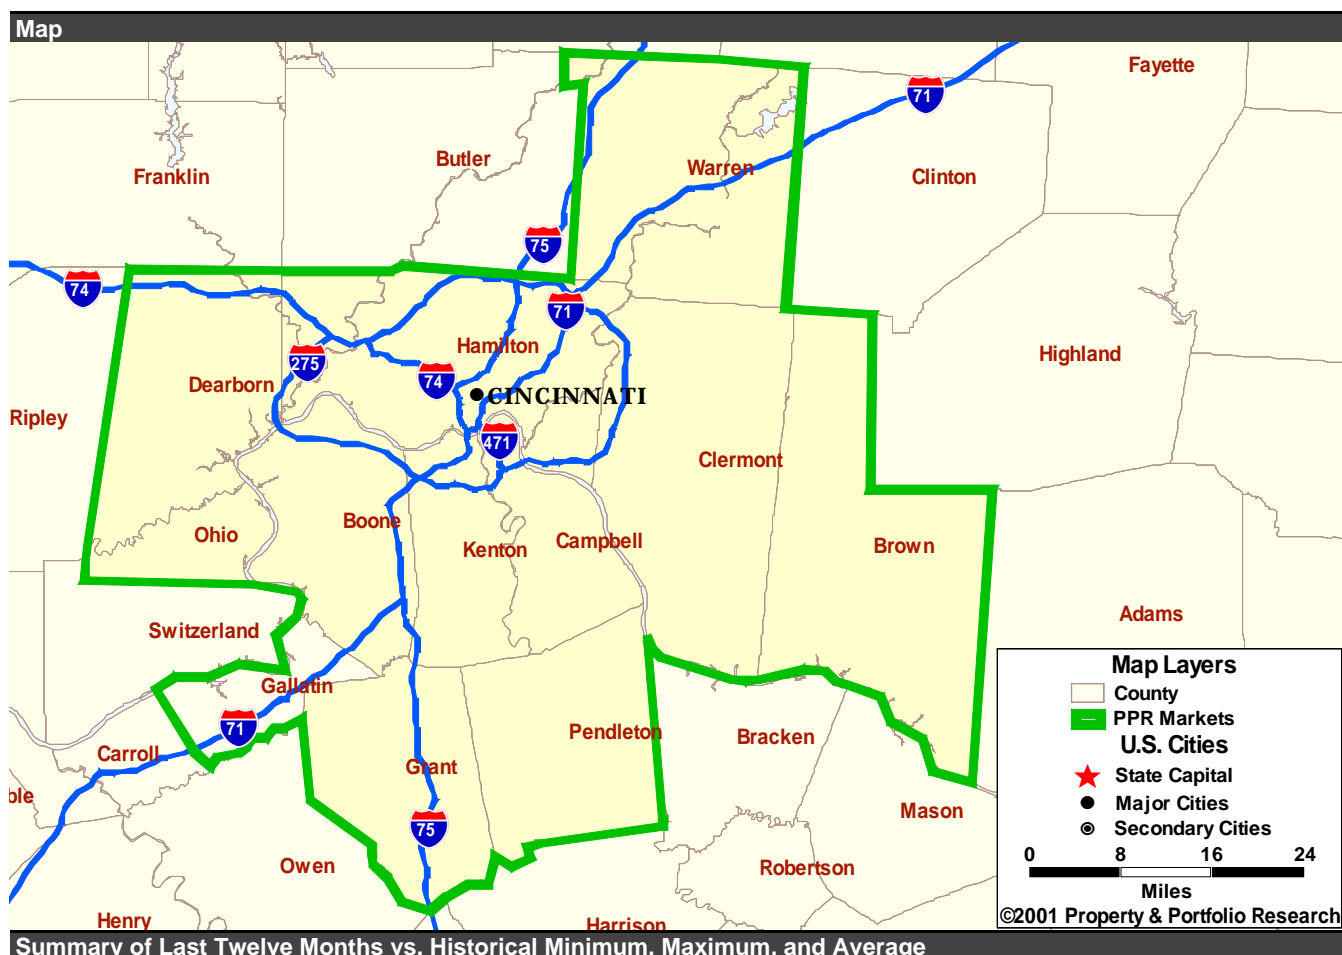 Map
Fayette
71
Butler
Warren
Franklin
Clinton
75
74
71
Hamilton
Highland
275
74
Dearborn
CINCINNATI
Ripley
471
Clermont
Boone
Ohio
Kenton
Campbell
Brown
Adams
Switzerland
Gallatin
71
Carroll
Pendleton
Bracken
Grant
ble
Mason
75
Owen
Robertson
Henry
Harrison
Map Layers
County
PPR Markets
U.S. Cities
State Capital
Major Cities
Secondary Cities
0 8 16 24
Miles
©2001 Property & Portfolio Research
Summary of Last Twelve Months vs. Historical Minimum, Maximum, and Average